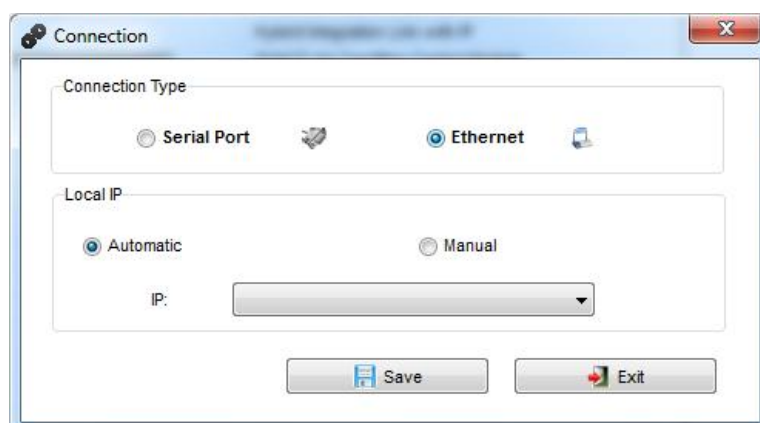 Connection
Connection Type
Serial Port Ethernet
Local IP
Automatic Manual
IP:
Save Exit